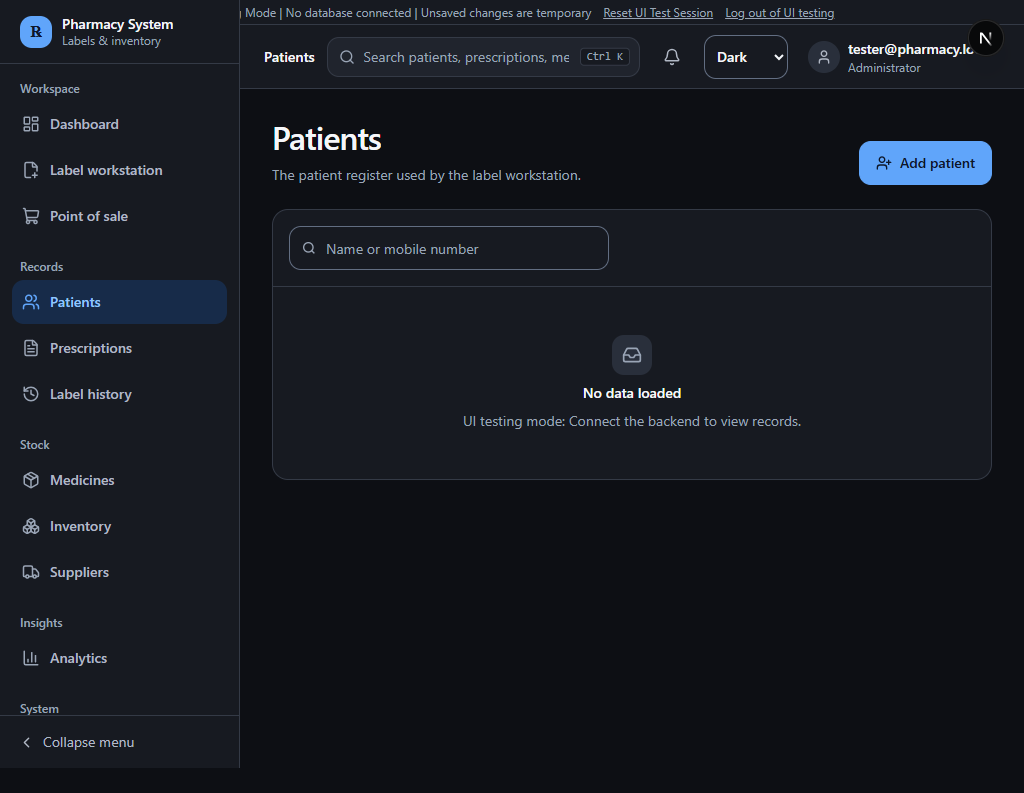 R
Pharmacy System
Labels & inventory
Workspace
Dashboard
Label workstation
Point of sale
Records
Patients
Prescriptions
Label history
Stock
Medicines
Inventory
Suppliers
Insights
Analytics
System
Collapse menu
Mode | No database connected | Unsaved changes are temporary Reset UI Test Session Log out of UI testing
Patients
Search patients, prescriptions, me
Ctrl K
Dark
tester@pharmacy.lo
Administrator
N
Patients
The patient register used by the label workstation.
Add patient
Name or mobile number
No data loaded
UI testing mode: Connect the backend to view records.